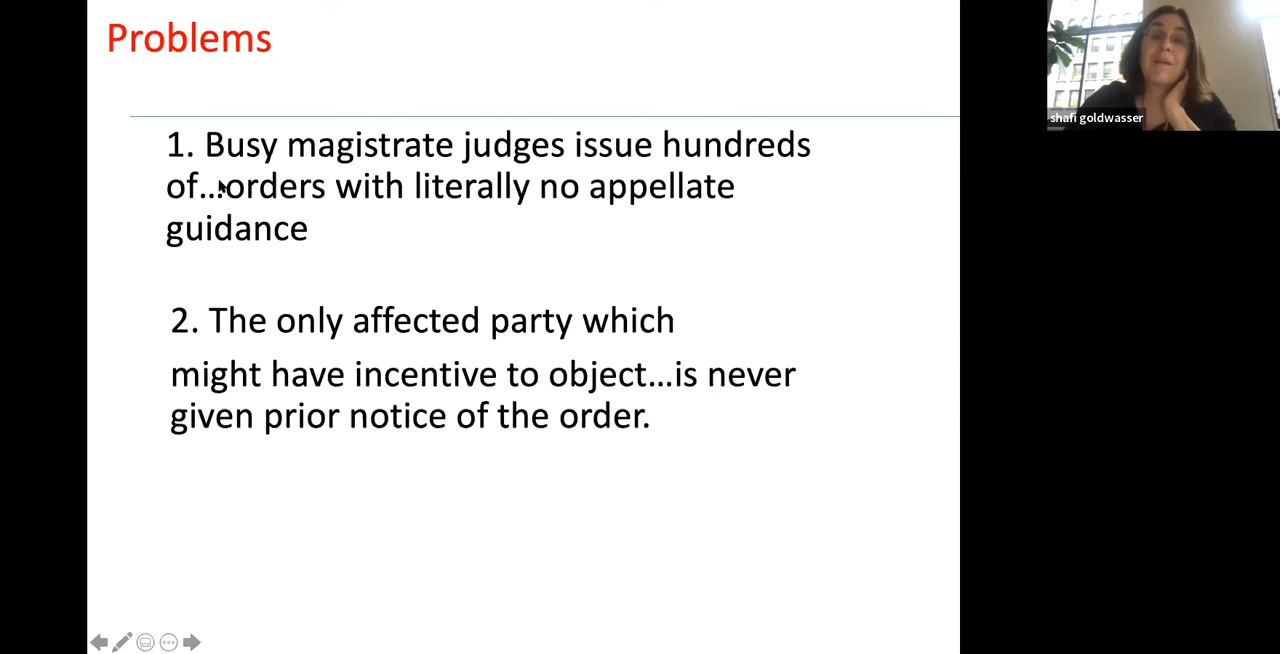 Problems
shafi goldwasser
1. Busy magistrate judges issue hundreds
of...orders with literally no appellate
guidance
2. The only affected party which
might have incentive to object...is never
given prior notice of the order.